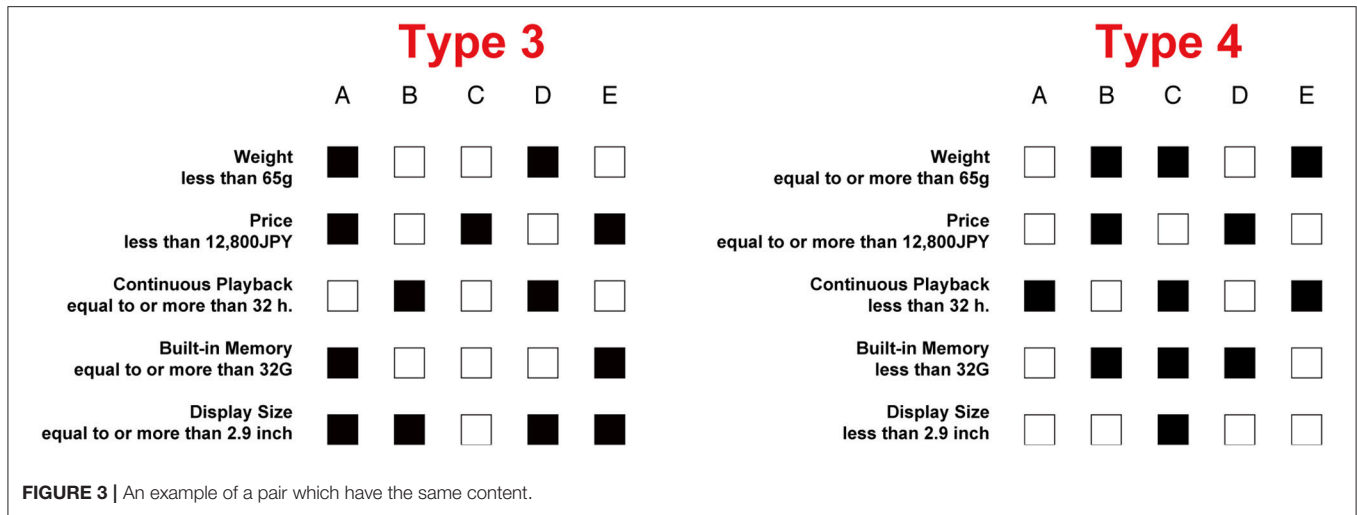 Type 3
A B C D E
Weight
less than 65g
Price
less than 12,800JPY
Continuous Playback
equal to or more than 32 h.
Built-in Memory
equal to or more than 32G
Display Size
equal to or more than 2.9 inch
Type 4
A B C D E
Weight
equal to or more than 65g
Price
equal to or more than 12,800JPY
Continuous Playback
less than 32 h.
Built-in Memory
less than 32G
Display Size
less than 2.9 inch
FIGURE 3 | An example of a pair which have the same content.